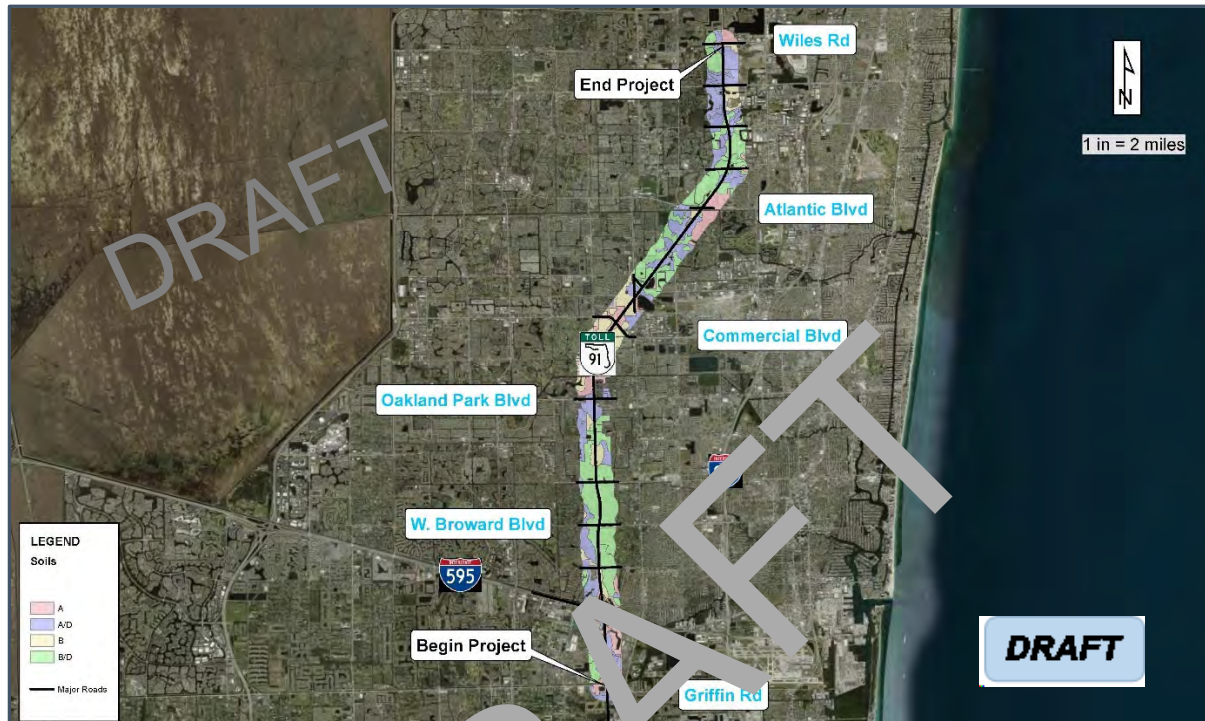 Wiles Rd
End Project
N
1 in = 2 miles
DRAFT
Atlantic Blvd
Commercial Blvd
TOLL
91
Oakland Park Blvd
W. Broward Blvd
595
LEGEND
Soils
A
A/D
B
B/D
Major Roads
Begin Project
Griffin Rd
DRAFT
DRAFT